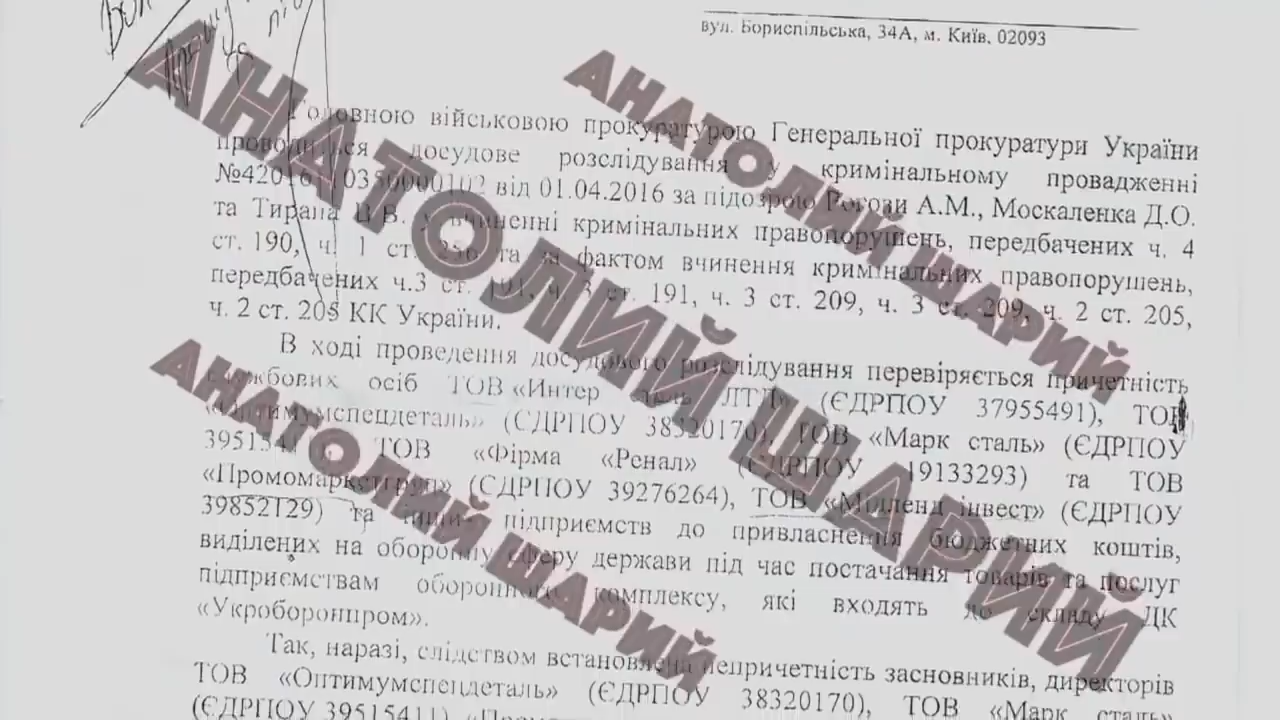 вул. Бориспільська, 34А, м. Київ, 02093
Головною військовою прокуратурою Генеральної прокуратури України
проводиться досудове розслідування у кримінальному провадженні
від 01.04.2016 за підозрою Рогози А.М., Москаленка Д.О.
та Тирана В.В. у вчиненні кримінальних правопорушень, передбачених ч. 4
ст. 190, ч. 1 ст. 256 та за фактом вчинення кримінальних правопорушень,
передбачених ч.3 ст. 191, ч. 3 ст. 191, ч. 3 ст. 209, ч. 3 ст. 209, ч. 2 ст. 205,
ч. 2 ст. 205 КК України.
В ході проведення досудового розслідування перевіряється причетність
службових осіб ТОВ «Интер сталь ЛТД» (ЄДРПОУ 37955491), ТОВ
«Оптимумспецдеталь» (ЄДРПОУ 38320170), ТОВ «Марк сталь» (ЄДРПОУ
ТОВ «Фірма «Ренал» (ЄДРПОУ 19133293) та ТОВ
(ЄДРПОУ 39276264), ТОВ «Мідленд інвест» (ЄДРПОУ
39852129) та інших підприємств до привласнення бюджетних коштів,
виділених на оборонну сферу держави під час постачання товарів та послуг
підприємствам оборонного комплексу, які входять до складу ДК
«Укроборонпром».
Так, наразі, слідством встановлена непричетність засновників, директорів
ТОВ «Оптимумспецдеталь» (ЄДРПОУ 38320170), ТОВ «Марк сталь»
(ЄДРПОУ 39515411)
АНАТОЛИЙ ШАРИЙ
АНАТОЛИЙ ШАРИЙ
АНАТОЛИЙ ШАРИЙ